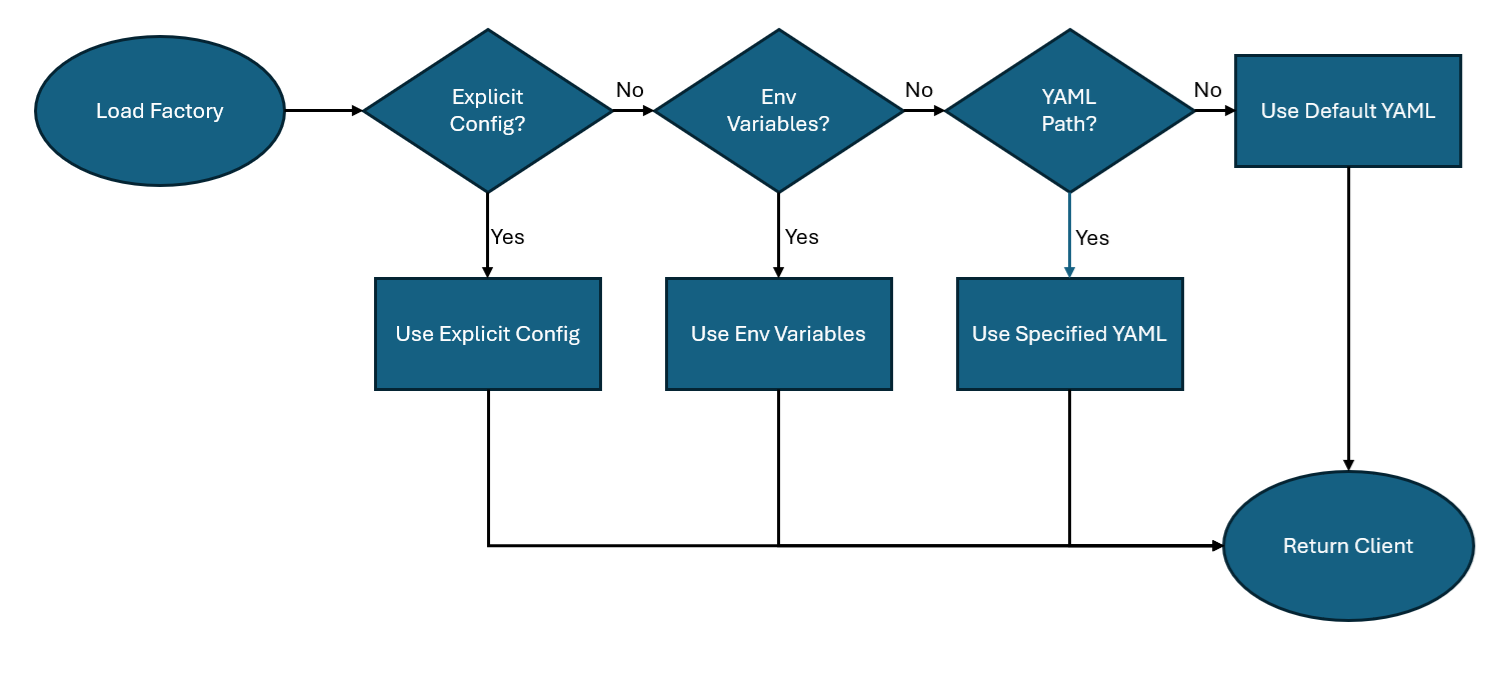 Load Factory
Explicit
Config?
No
Env
Variables?
No
YAML
Path?
No
Use Default YAML
Yes
Yes
Yes
Use Explicit Config
Use Env Variables
Use Specified YAML
Return Client